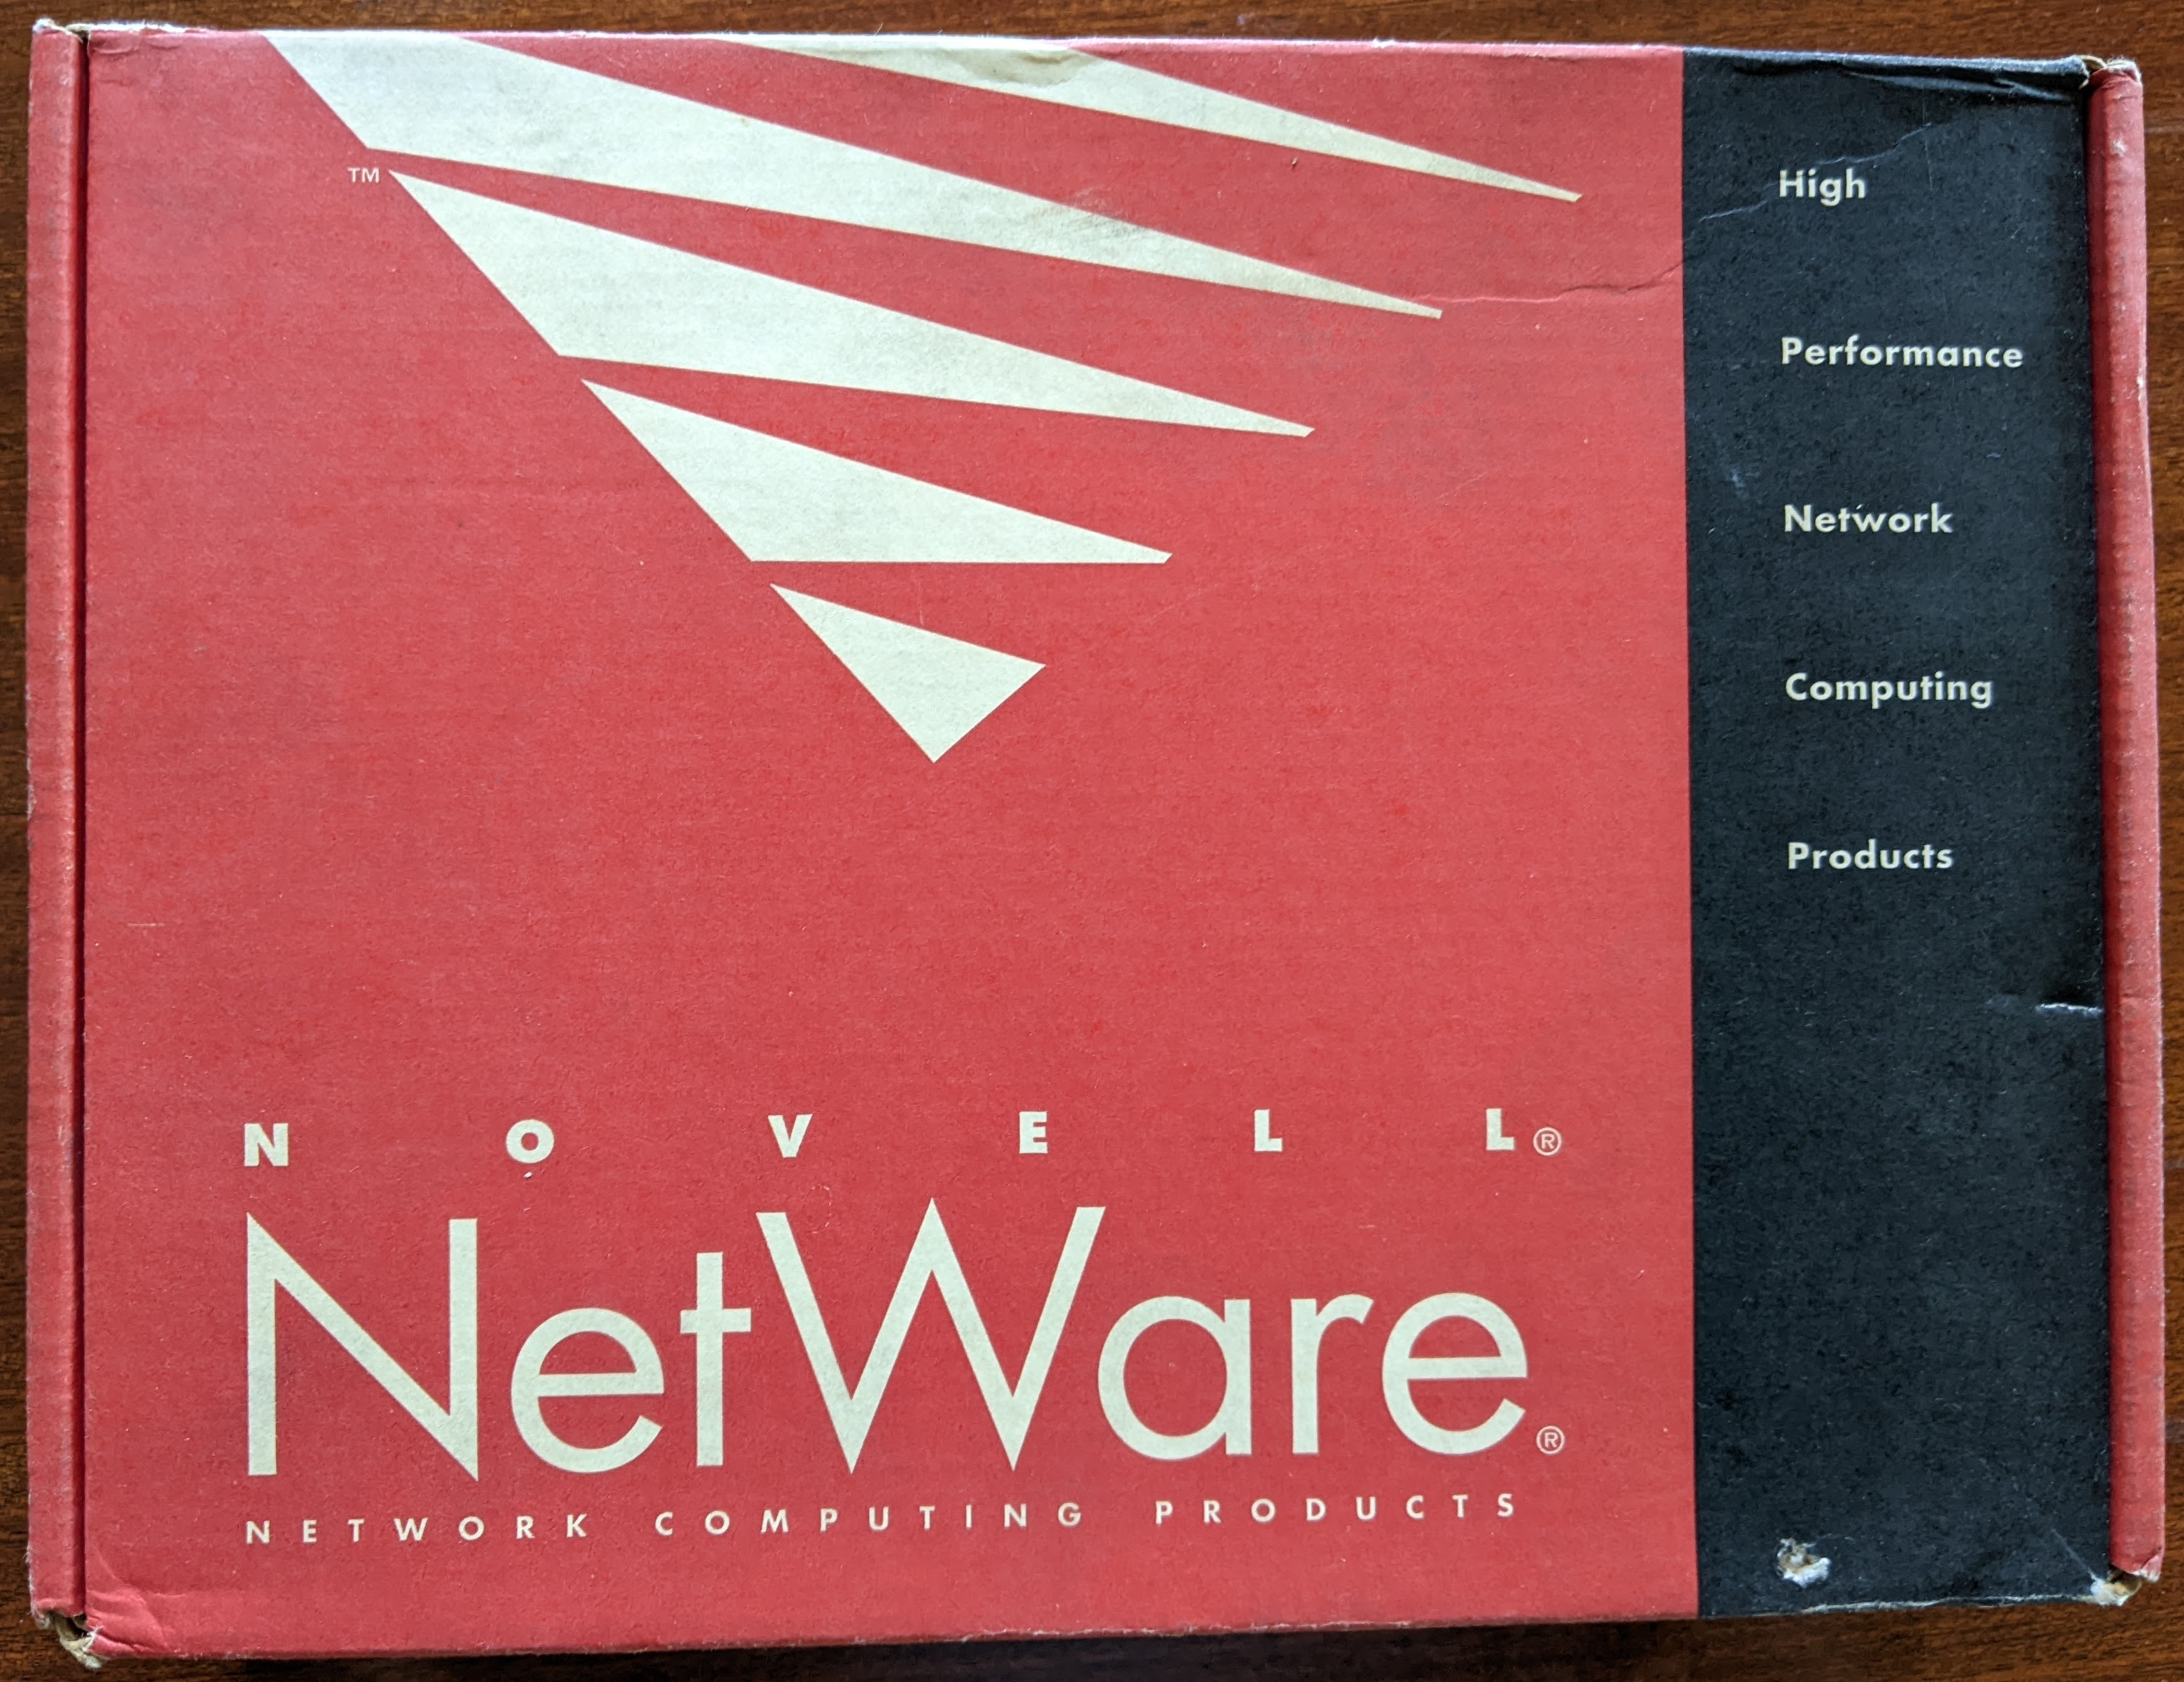 TM
High
Performance
Network
Computing
Products
NOVELL®
NetWare®
NETWORK COMPUTING PRODUCTS